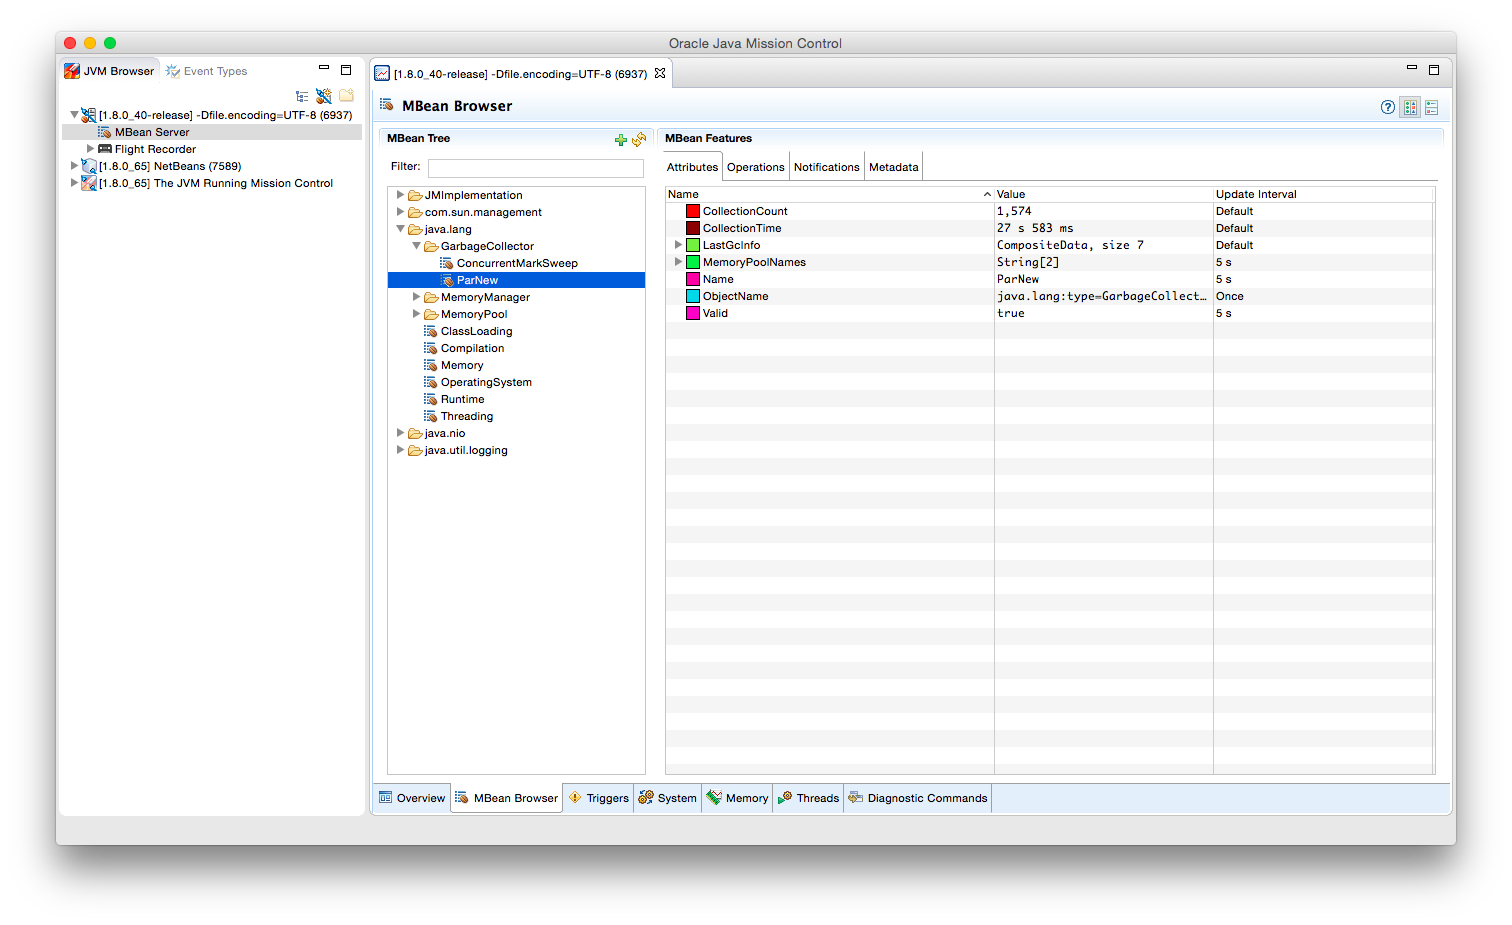 Oracle Java Mission Control
JVM Browser
Event Types
[1.8.0_40-release] -Dfile.encoding=UTF-8 (6937)
MBean Server
Flight Recorder
[1.8.0_65] NetBeans (7589)
[1.8.0_65] The JVM Running Mission Control
[1.8.0_40-release] -Dfile.encoding=UTF-8 (6937)
MBean Browser
MBean Tree
Filter:
JMImplementation
com.sun.management
java.lang
GarbageCollector
ConcurrentMarkSweep
ParNew
MemoryManager
MemoryPool
ClassLoading
Compilation
Memory
OperatingSystem
Runtime
Threading
java.nio
java.util.logging
MBean Features
Attributes Operations Notifications Metadata
Name Value Update Interval
CollectionCount 1,574 Default
CollectionTime 27 s 583 ms Default
LastGcInfo CompositeData, size 7 Default
MemoryPoolNames String[2] 5 s
Name ParNew 5 s
ObjectName java.lang:type=GarbageCollect... Once
Valid true 5 s
Overview MBean Browser Triggers System Memory Threads Diagnostic Commands